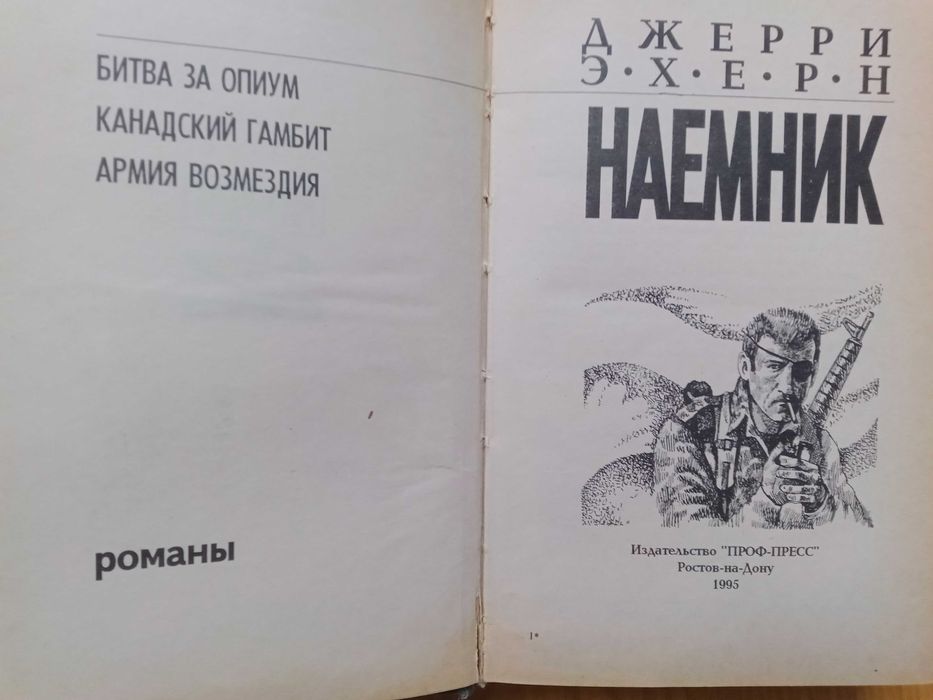 БИТВА ЗА ОПИУМ
КАНАДСКИЙ ГАМБИТ
АРМИЯ ВОЗМЕЗДИЯ
романы
ДЖЕРРИ
Э·Х·Е·Р·Н
НАЕМНИК
Издательство "ПРОФ-ПРЕСС"
Ростов-на-Дону
1995
1*